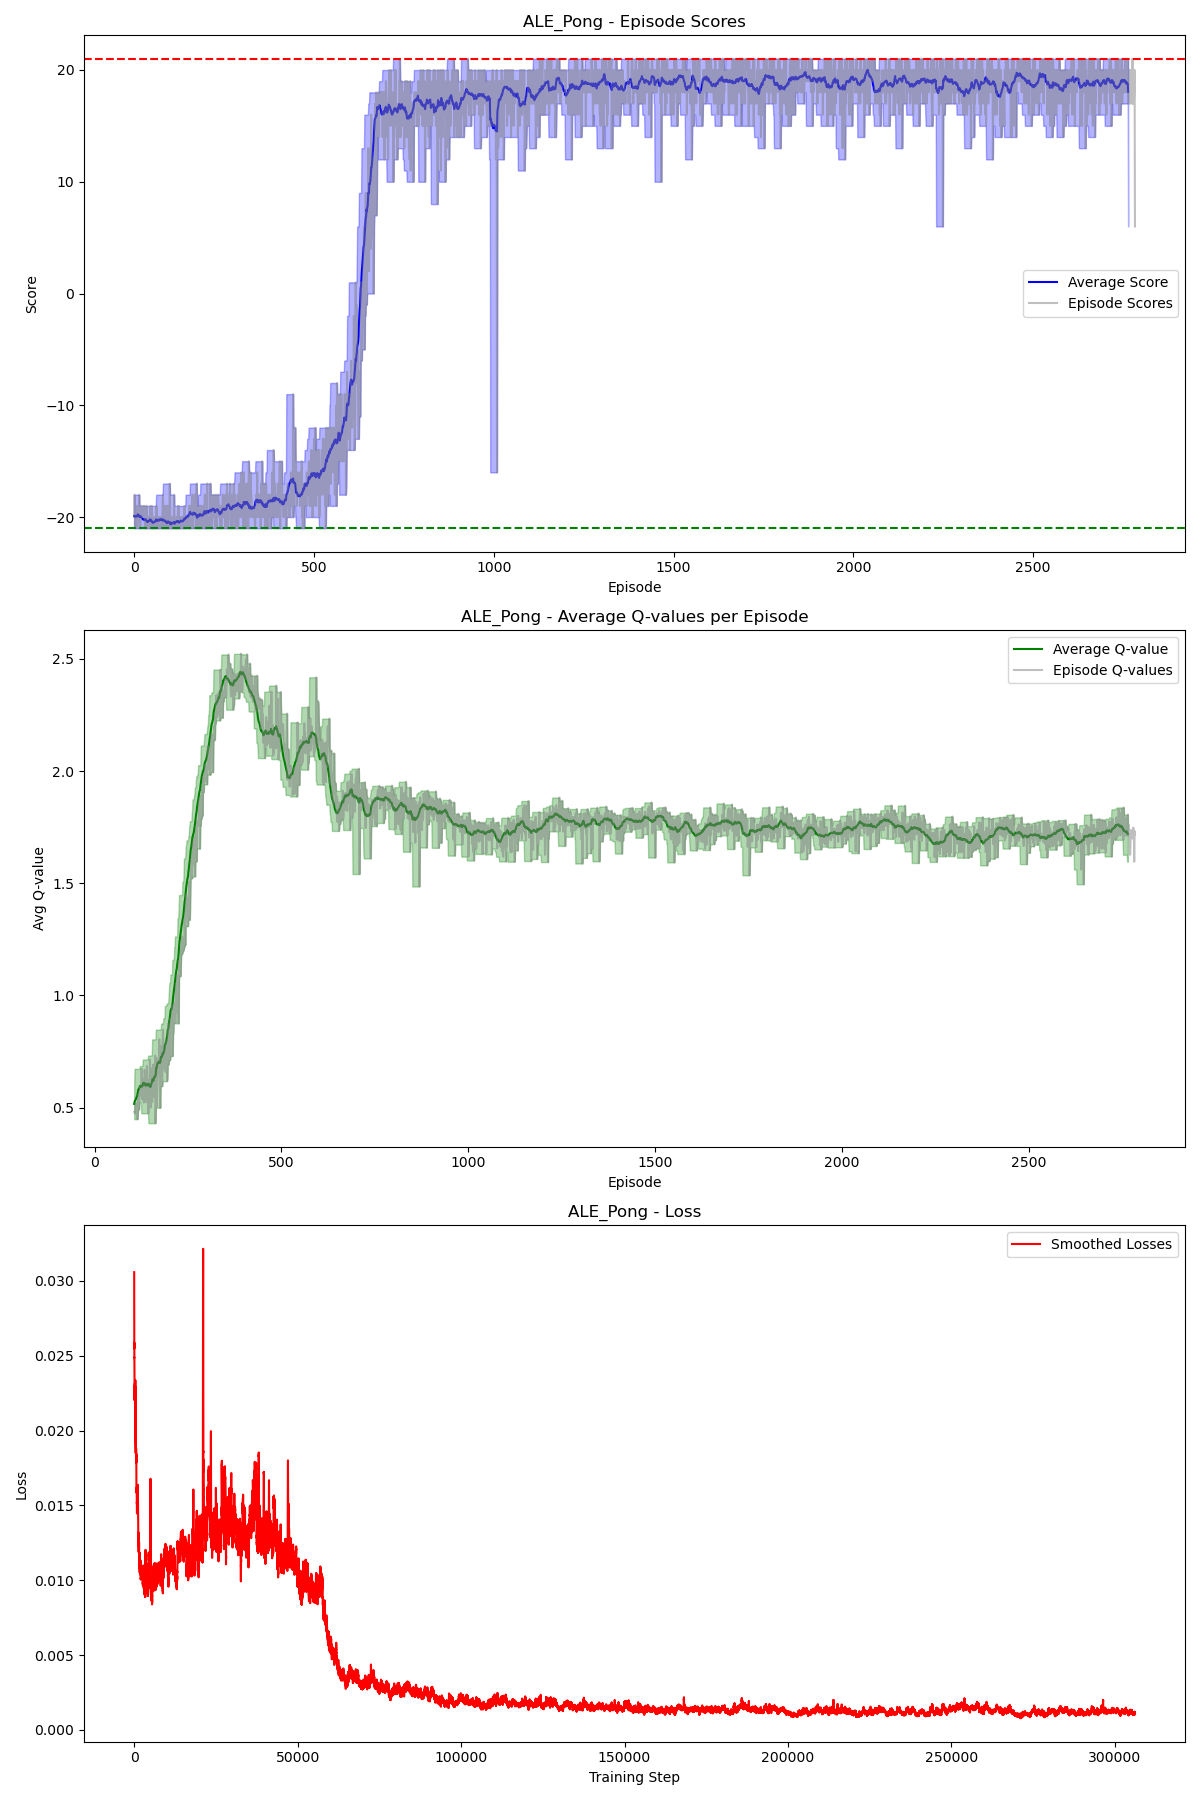 ALE_Pong - Episode Scores
20
10
0
−10
−20
Score
Average Score
Episode Scores
0
500
1000
1500
2000
2500
Episode
ALE_Pong - Average Q-values per Episode
2.5
2.0
1.5
1.0
0.5
Avg Q-value
Average Q-value
Episode Q-values
0
500
1000
1500
2000
2500
Episode
ALE_Pong - Loss
0.030
0.025
0.020
0.015
0.010
0.005
0.000
Loss
Smoothed Losses
0
50000
100000
150000
200000
250000
300000
Training Step